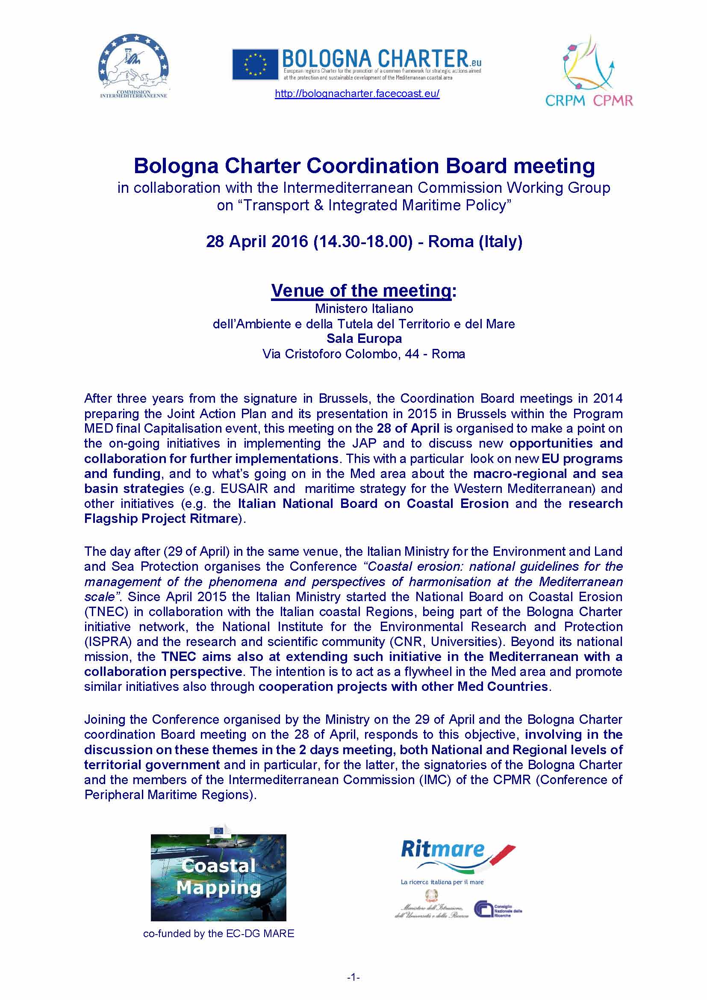 COMMISSION
INTERMEDITERRANEENNE
BOLOGNA CHARTER.eu
European regions Charter for the promotion of a common framework for strategic actions aimed
at the protection and sustainable development of the Mediterranean coastal area
http://bolognacharter.facecoast.eu/
CRPM CPMR
Bologna Charter Coordination Board meeting
in collaboration with the Intermediterranean Commission Working Group
on “Transport & Integrated Maritime Policy”
28 April 2016 (14.30-18.00) - Roma (Italy)
Venue of the meeting:
Ministero Italiano
dell’Ambiente e della Tutela del Territorio e del Mare
Sala Europa
Via Cristoforo Colombo, 44 - Roma
After three years from the signature in Brussels, the Coordination Board meetings in 2014
preparing the Joint Action Plan and its presentation in 2015 in Brussels within the Program
MED final Capitalisation event, this meeting on the 28 of April is organised to make a point on
the on-going initiatives in implementing the JAP and to discuss new opportunities and
collaboration for further implementations. This with a particular look on new EU programs
and funding, and to what’s going on in the Med area about the macro-regional and sea
basin strategies (e.g. EUSAIR and maritime strategy for the Western Mediterranean) and
other initiatives (e.g. the Italian National Board on Coastal Erosion and the research
Flagship Project Ritmare).
The day after (29 of April) in the same venue, the Italian Ministry for the Environment and Land
and Sea Protection organises the Conference “Coastal erosion: national guidelines for the
management of the phenomena and perspectives of harmonisation at the Mediterranean
scale”. Since April 2015 the Italian Ministry started the National Board on Coastal Erosion
(TNEC) in collaboration with the Italian coastal Regions, being part of the Bologna Charter
initiative network, the National Institute for the Environmental Research and Protection
(ISPRA) and the research and scientific community (CNR, Universities). Beyond its national
mission, the TNEC aims also at extending such initiative in the Mediterranean with a
collaboration perspective. The intention is to act as a flywheel in the Med area and promote
similar initiatives also through cooperation projects with other Med Countries.
Joining the Conference organised by the Ministry on the 29 of April and the Bologna Charter
coordination Board meeting on the 28 of April, responds to this objective, involving in the
discussion on these themes in the 2 days meeting, both National and Regional levels of
territorial government and in particular, for the latter, the signatories of the Bologna Charter
and the members of the Intermediterranean Commission (IMC) of the CPMR (Conference of
Peripheral Maritime Regions).
Coastal
Mapping
co-funded by the EC-DG MARE
Ritmare
La ricerca italiana per il mare
Ministero dell'Istruzione,
dell'Università e della Ricerca
Consiglio
Nazionale delle
Ricerche
-1-